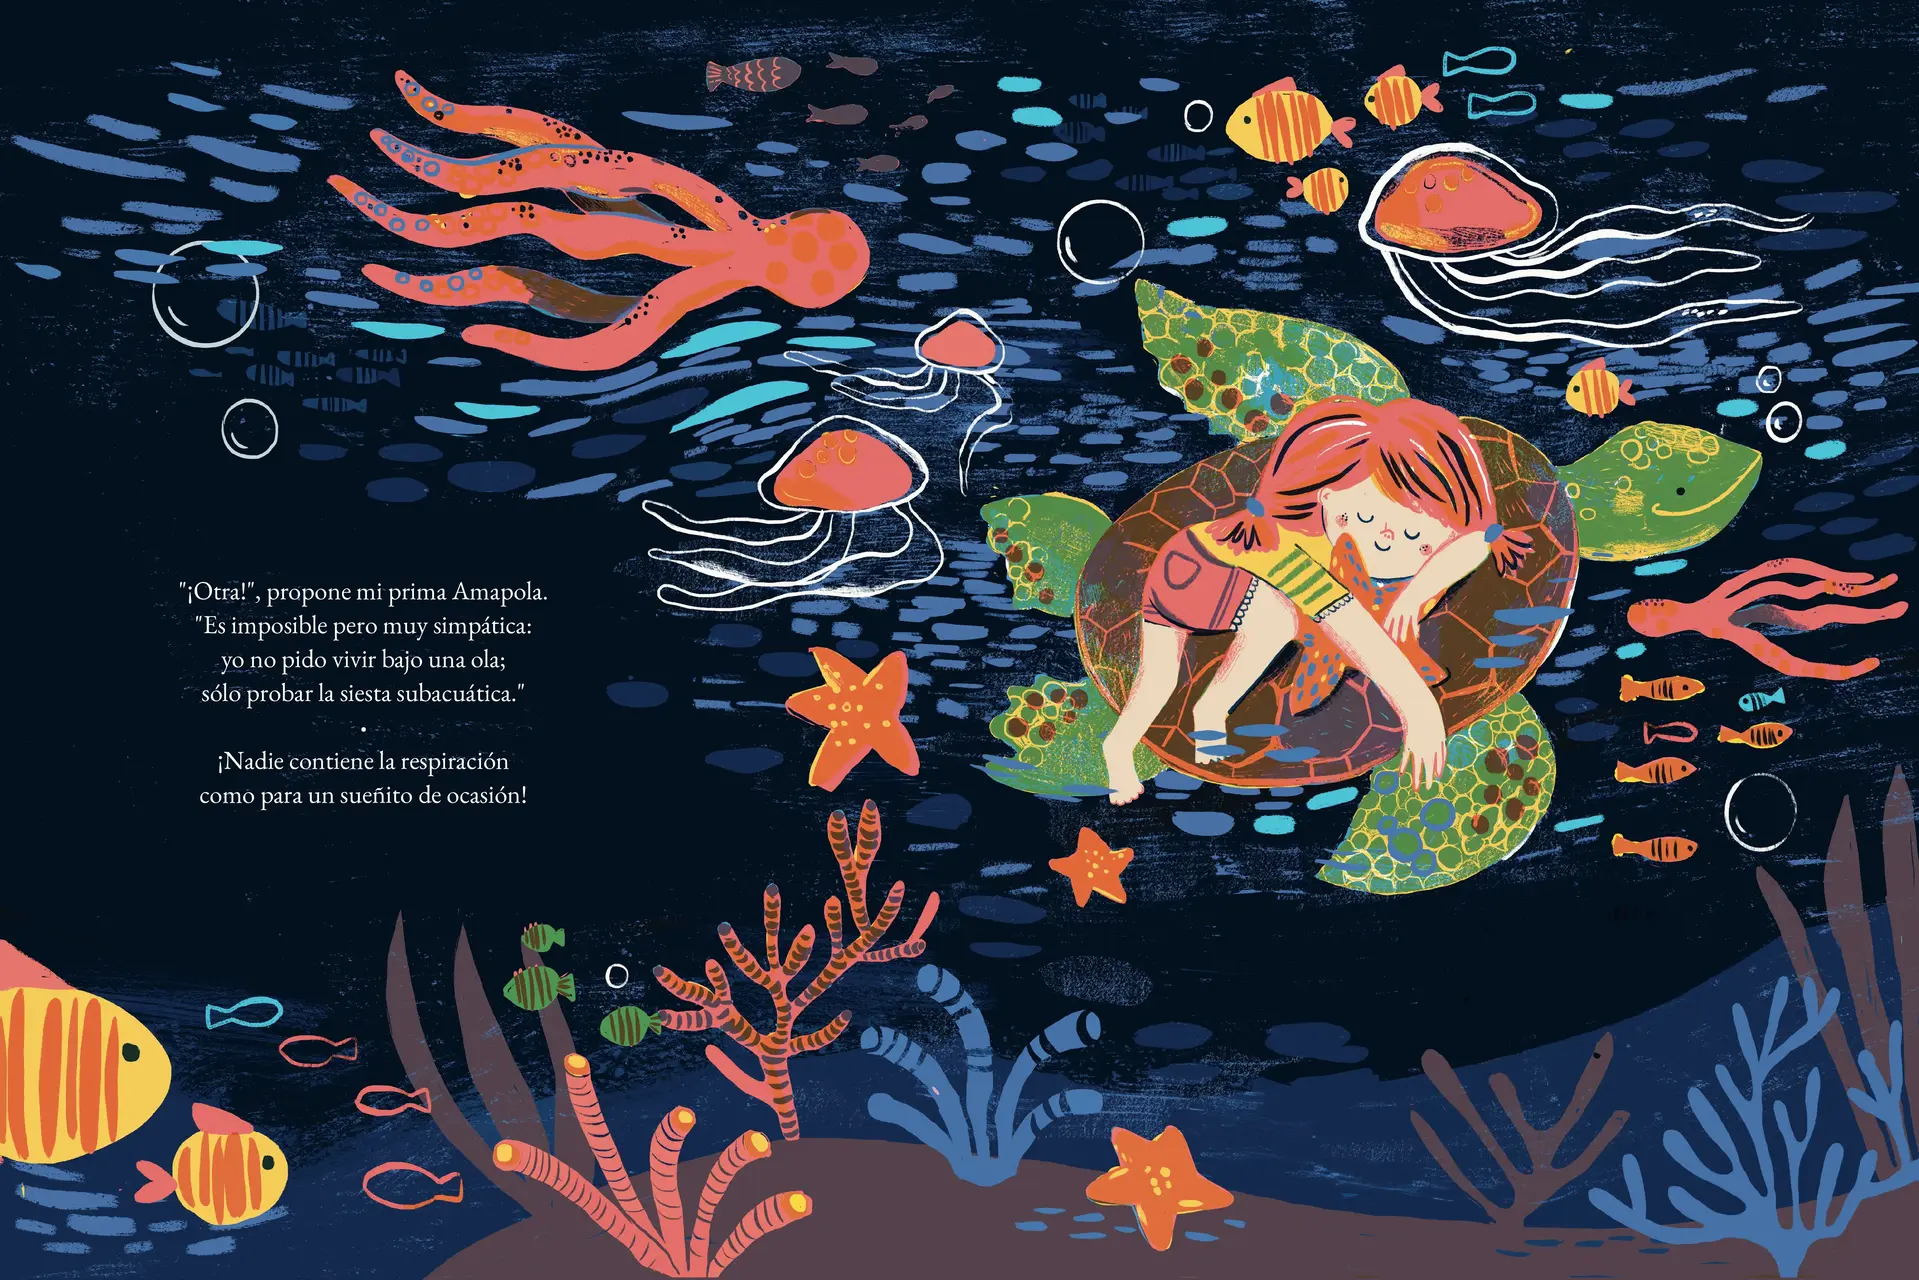 "¡Otra!", propone mi prima Amapola.
"Es imposible pero muy simpática:
yo no pido vivir bajo una ola;
sólo probar la siesta subacuática."
•
¡Nadie contiene la respiración
como para un sueñito de ocasión!